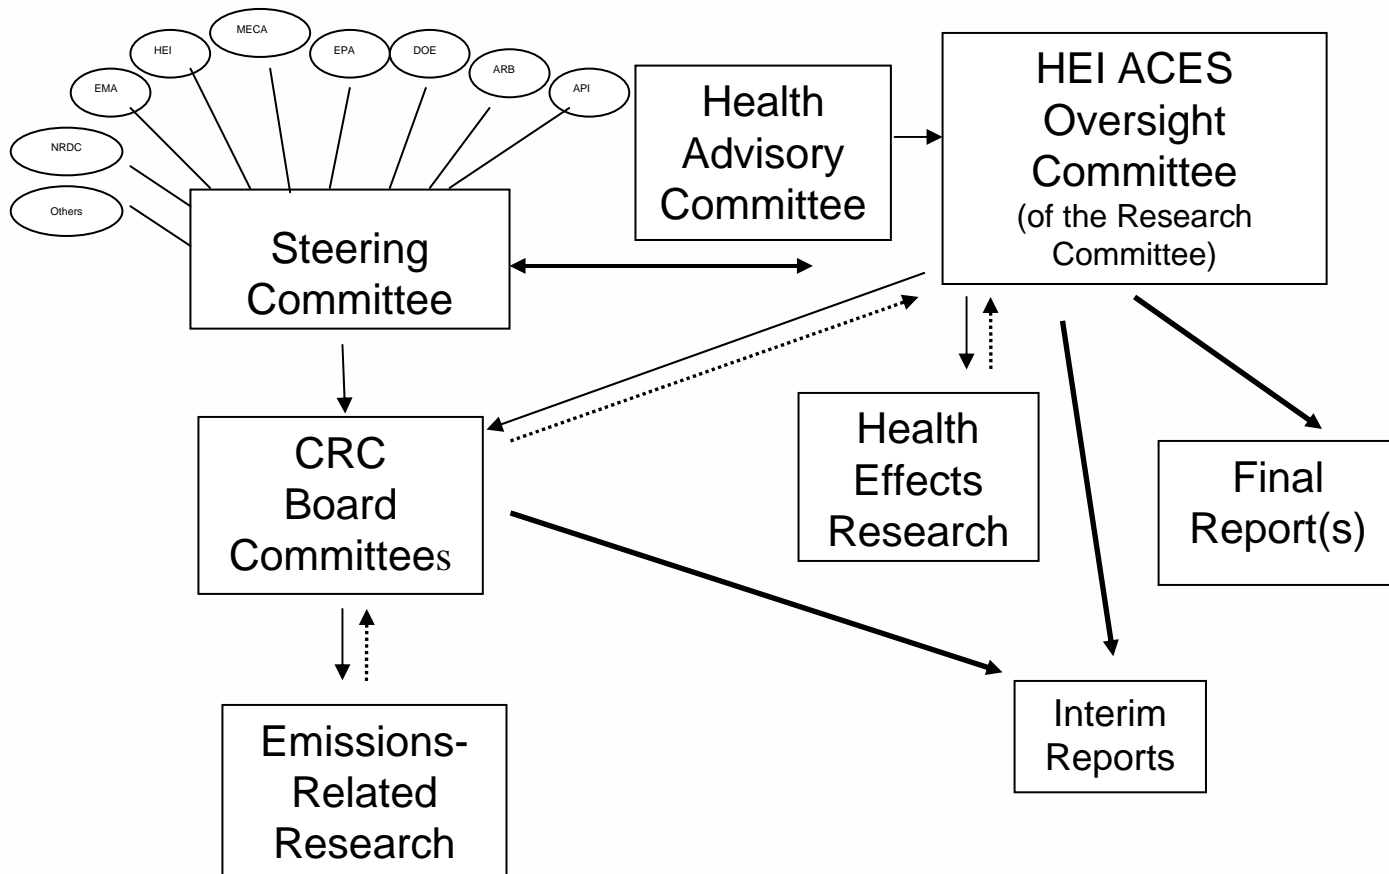 MECA
HEI
EPA
DOE
ARB
EMA
API
NRDC
Others
Steering
Committee
Health
Advisory
Committee
HEI ACES
Oversight
Committee
(of the Research
Committee)
CRC
Board
Committees
Health
Effects
Research
Final
Report(s)
Emissions-
Related
Research
Interim
Reports